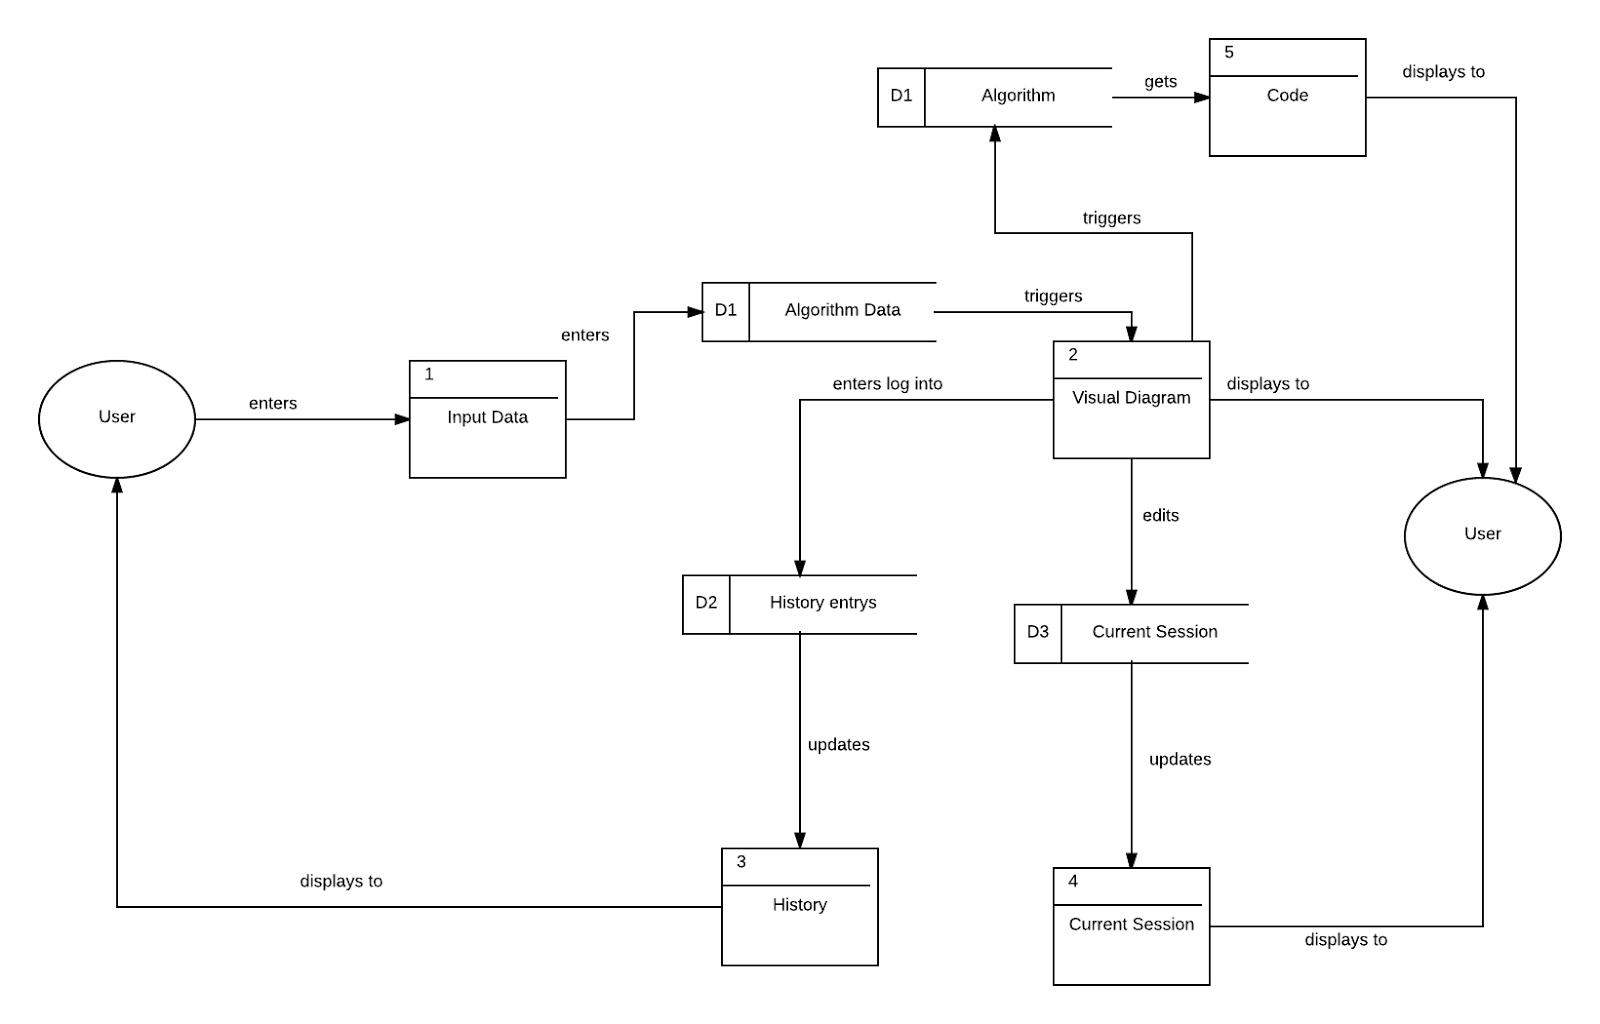 5
displays to
D1
Algorithm
gets
Code
triggers
D1
Algorithm Data
triggers
enters
2
1
enters log into
displays to
Visual Diagram
enters
User
Input Data
edits
User
D2
History entrys
D3
Current Session
updates
updates
3
4
displays to
History
Current Session
displays to